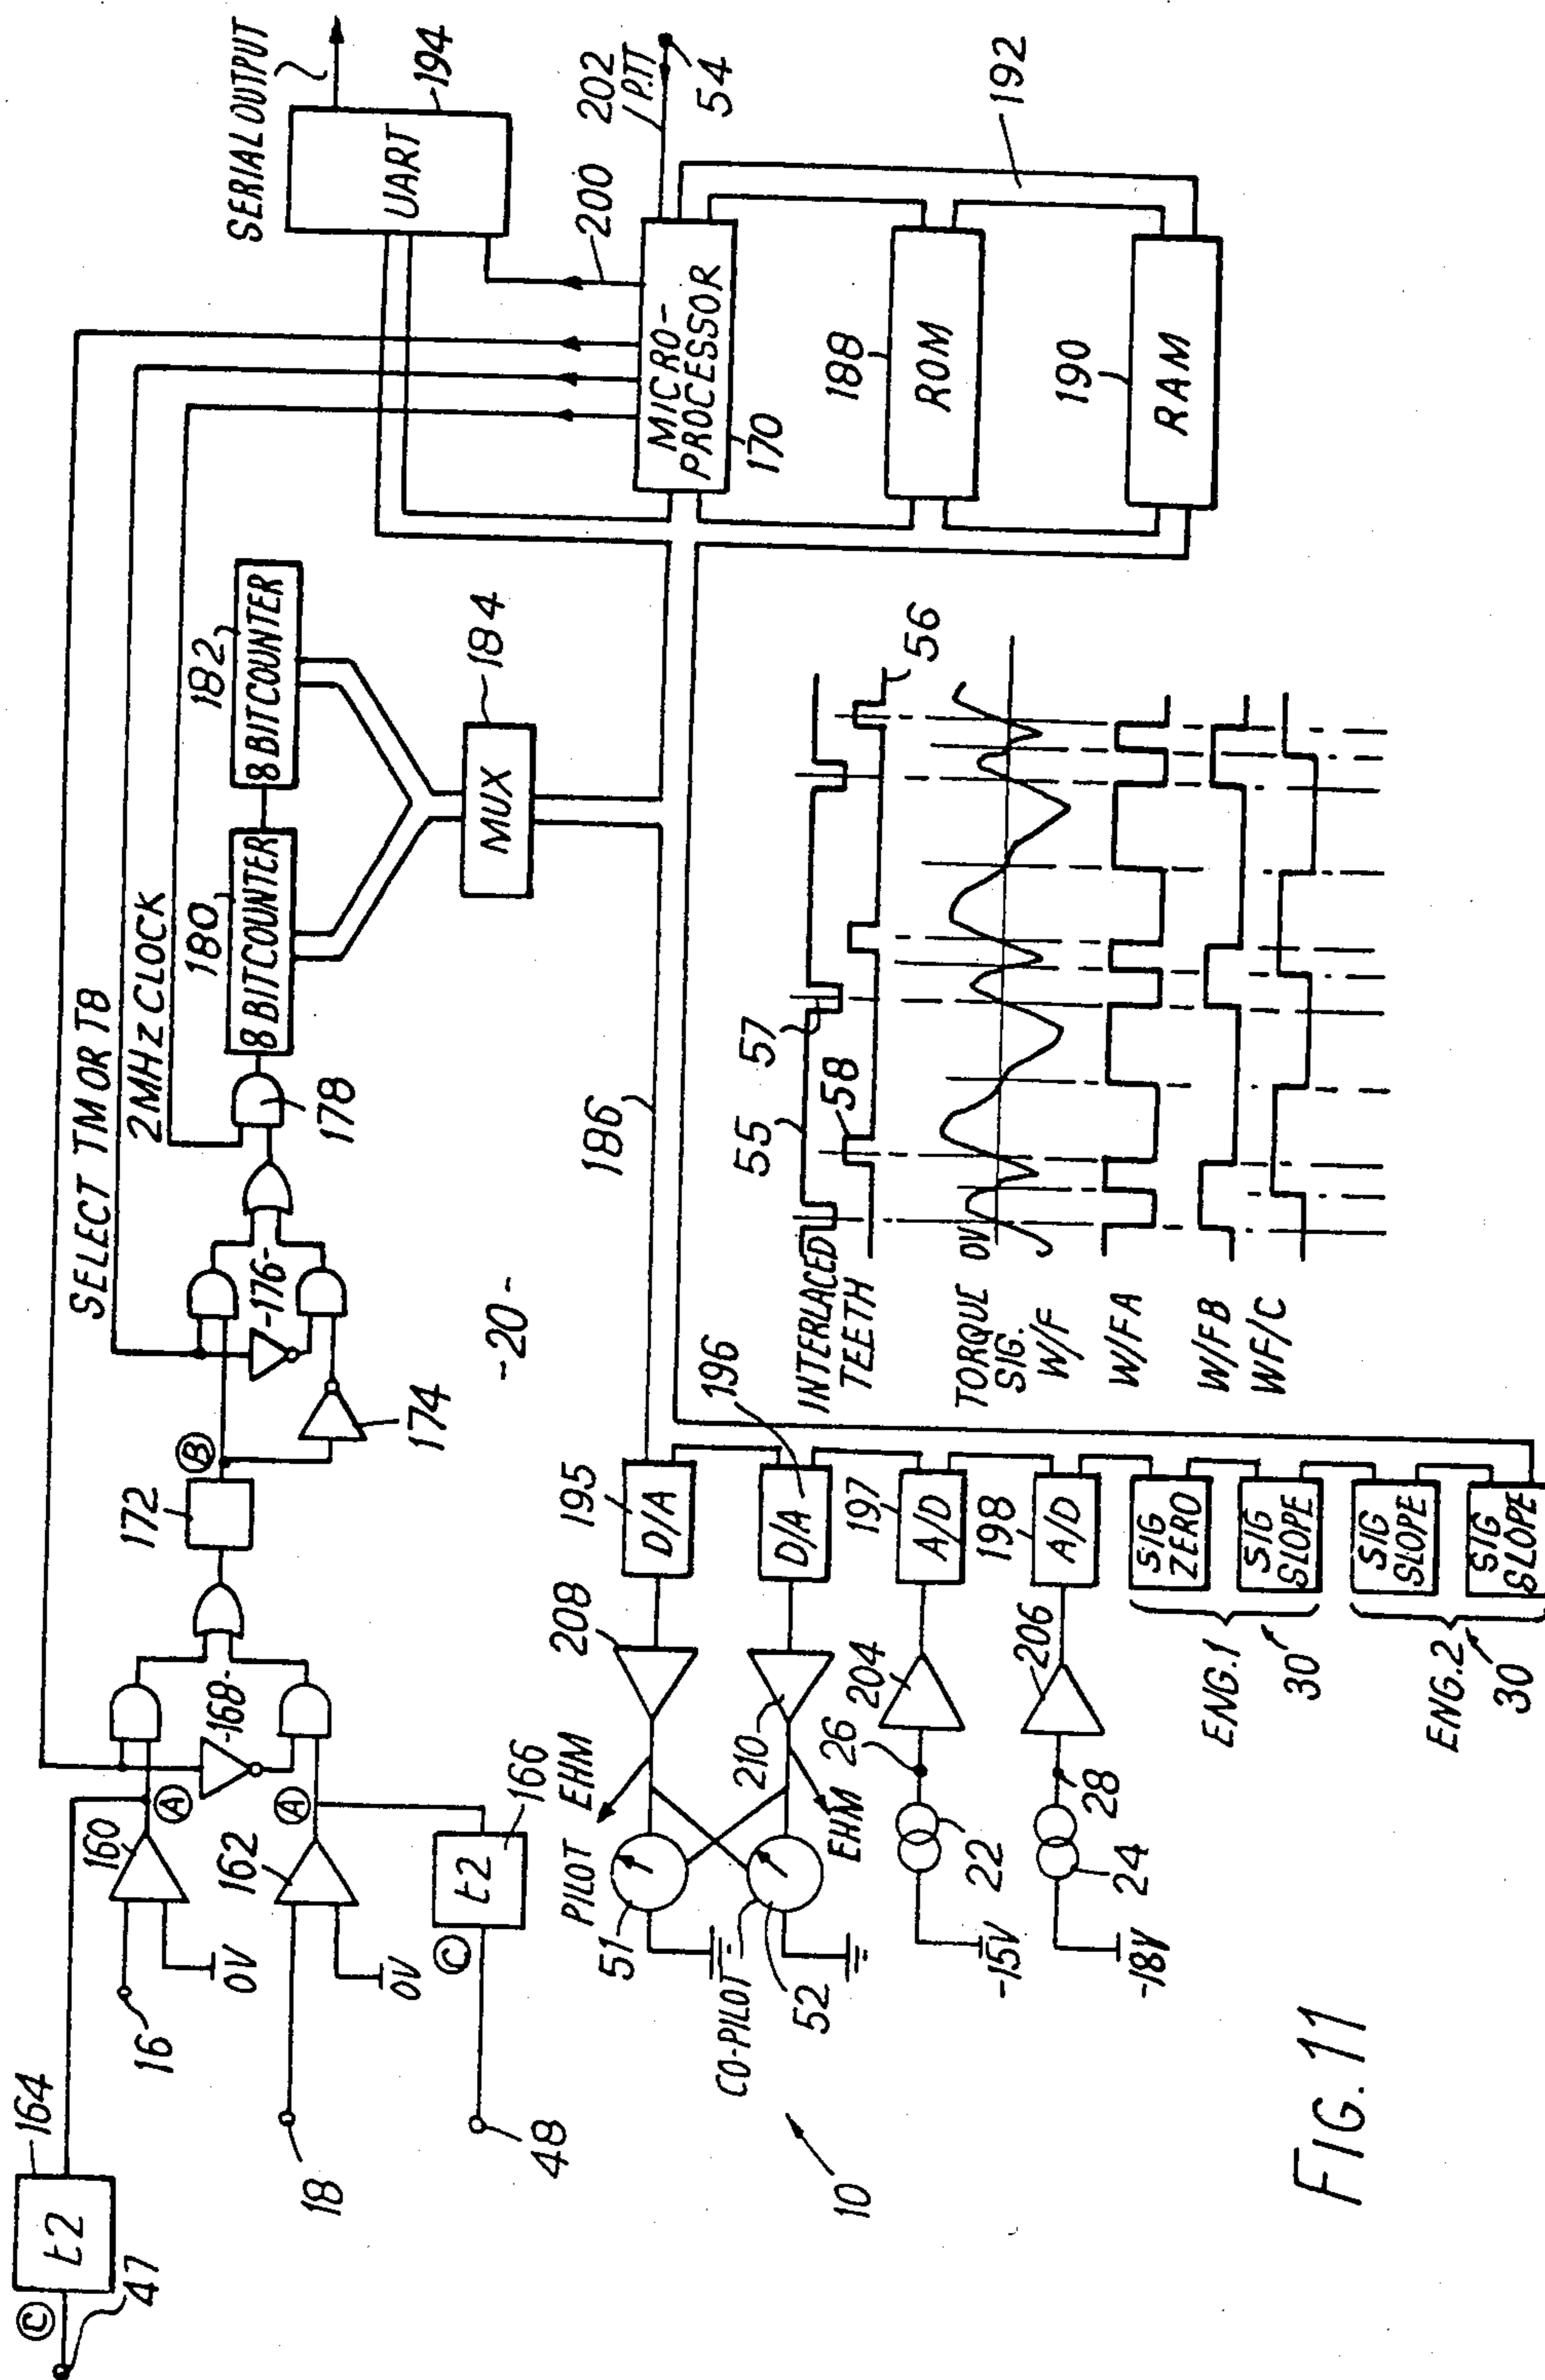 SERIAL OUTPUT
194
UART
202
P.TT
54
200
192
MICRO-
PROCESSOR
170
188
ROM
190
RAM
SELECT TM OR T8
2MHz CLOCK
180
8 BIT COUNTER
182
8 BIT COUNTER
184
MUX
178
-176-
174
B
172
-20-
186
164
t2
C
47
160
A
16
0V
-168-
162
A
18
0V
166
t2
C
48
PILOT
EHM
51
208
195
D/A
CO-PILOT
52
EHM
210
196
D/A
26
204
197
A/D
22
-15V
28
206
198
A/D
24
-18V
SIG
ZERO
SIG
SLOPE
ENG.1
30
SIG
SLOPE
SIG
SLOPE
ENG.2
30
10
INTERLACED
TEETH
55
58
57
56
TORQUE
SIG.
W/F
0V
W/FA
W/FB
WF/C
FIG. 11